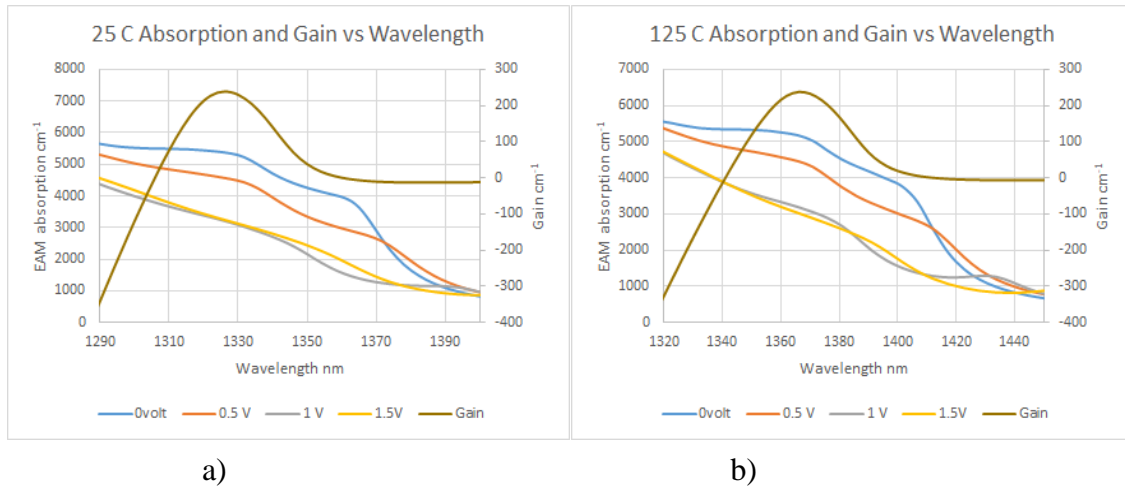 25 C Absorption and Gain vs Wavelength
8000
7000
6000
5000
4000
3000
2000
1000
0
EAM absorption cm⁻¹
300
200
100
0
-100
-200
-300
-400
Gain cm⁻¹
1290 1310 1330 1350 1370 1390
Wavelength nm
0volt 0.5 V 1 V 1.5V Gain
a)
125 C Absorption and Gain vs Wavelength
7000
6000
5000
4000
3000
2000
1000
0
EAM absorption cm⁻¹
300
200
100
0
-100
-200
-300
-400
Gain cm⁻¹
1320 1340 1360 1380 1400 1420 1440
Wavelength nm
0volt 0.5 V 1 V 1.5V Gain
b)